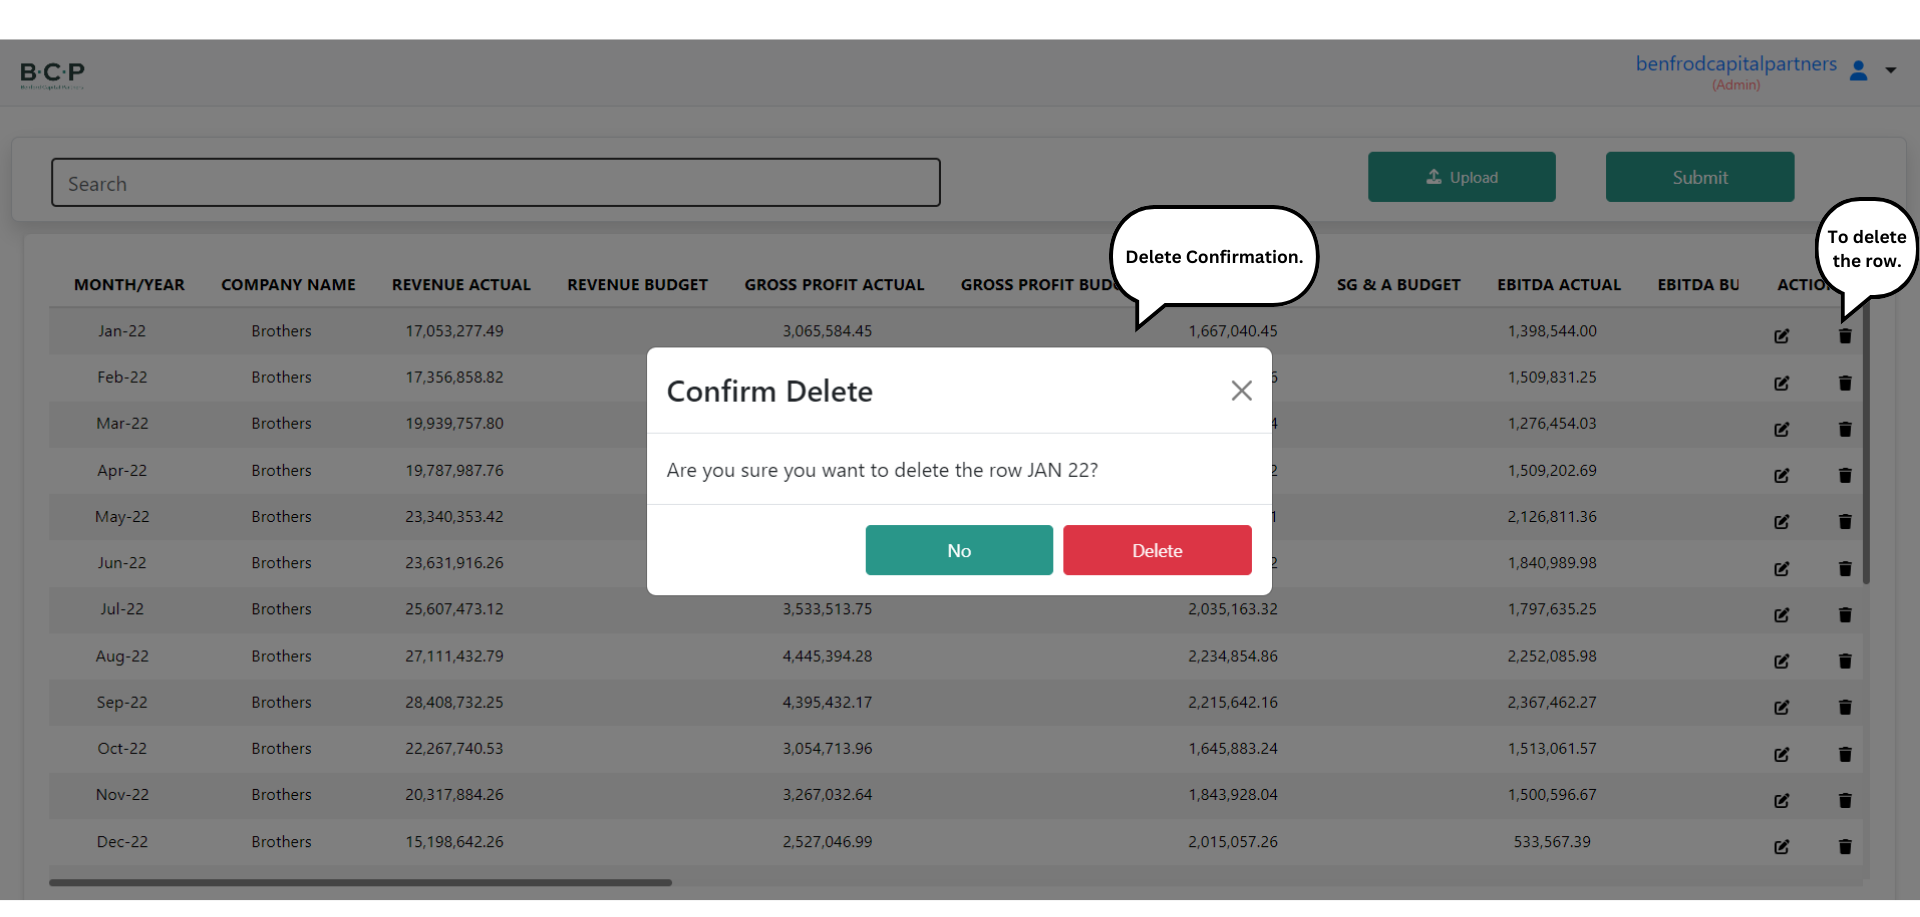 B·C·P
benfrodcapitalpartners
(Admin)
Search
Upload
Submit
Delete Confirmation.
To delete
the row.
MONTH/YEAR COMPANY NAME REVENUE ACTUAL REVENUE BUDGET GROSS PROFIT ACTUAL GROSS PROFIT SG & A BUDGET EBITDA ACTUAL EBITDA BU
Jan-22 Brothers 17,053,277.49 3,065,584.45 1,667,040.45 1,398,544.00
Feb-22 Brothers 17,356,858.82 6 1,509,831.25
Mar-22 Brothers 19,939,757.80 4 1,276,454.03
Apr-22 Brothers 19,787,987.76 2 1,509,202.69
May-22 Brothers 23,340,353.42 1 2,126,811.36
Jun-22 Brothers 23,631,916.26 2 1,840,989.98
Jul-22 Brothers 25,607,473.12 3,533,513.75 2,035,163.32 1,797,635.25
Aug-22 Brothers 27,111,432.79 4,445,394.28 2,234,854.86 2,252,085.98
Sep-22 Brothers 28,408,732.25 4,395,432.17 2,215,642.16 2,367,462.27
Oct-22 Brothers 22,267,740.53 3,054,713.96 1,645,883.24 1,513,061.57
Nov-22 Brothers 20,317,884.26 3,267,032.64 1,843,928.04 1,500,596.67
Dec-22 Brothers 15,198,642.26 2,527,046.99 2,015,057.26 533,567.39
Confirm Delete
Are you sure you want to delete the row JAN 22?
No
Delete